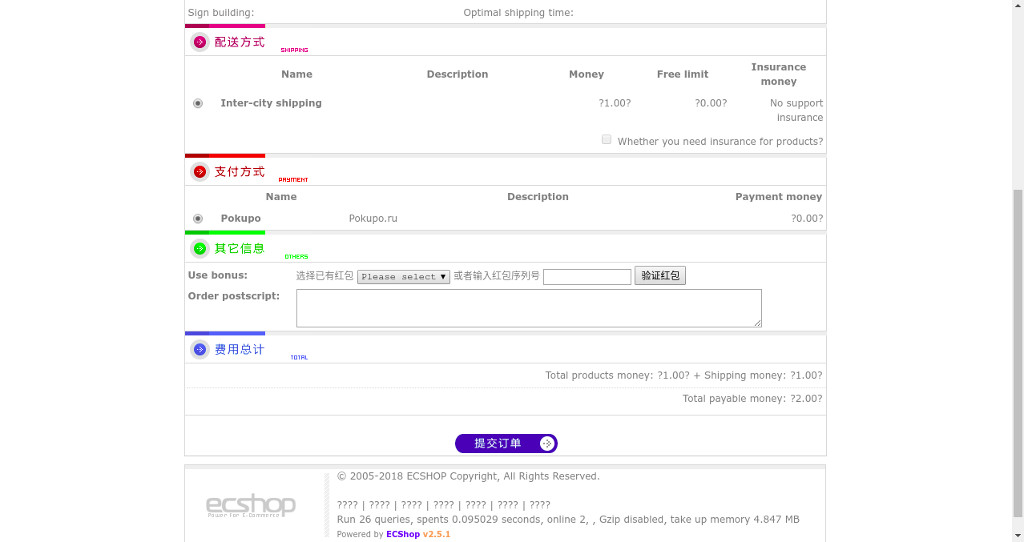 Sign building: Optimal shipping time:
配送方式 SHIPPING
Name Description Money Free limit Insurance money
Inter-city shipping ?1.00? ?0.00? No support insurance
Whether you need insurance for products?
支付方式 PAYMENT
Name Description Payment money
Pokupo Pokupo.ru ?0.00?
其它信息 OTHERS
Use bonus: 选择已有红包 Please select 或者输入红包序列号 验证红包
Order postscript:
费用总计 TOTAL
Total products money: ?1.00? + Shipping money: ?1.00?
Total payable money: ?2.00?
提交订单
© 2005-2018 ECSHOP Copyright, All Rights Reserved.
ecshop
Power For E-Commerce
???? | ???? | ???? | ???? | ???? | ???? | ????
Run 26 queries, spents 0.095029 seconds, online 2, , Gzip disabled, take up memory 4.847 MB
Powered by ECShop v2.5.1